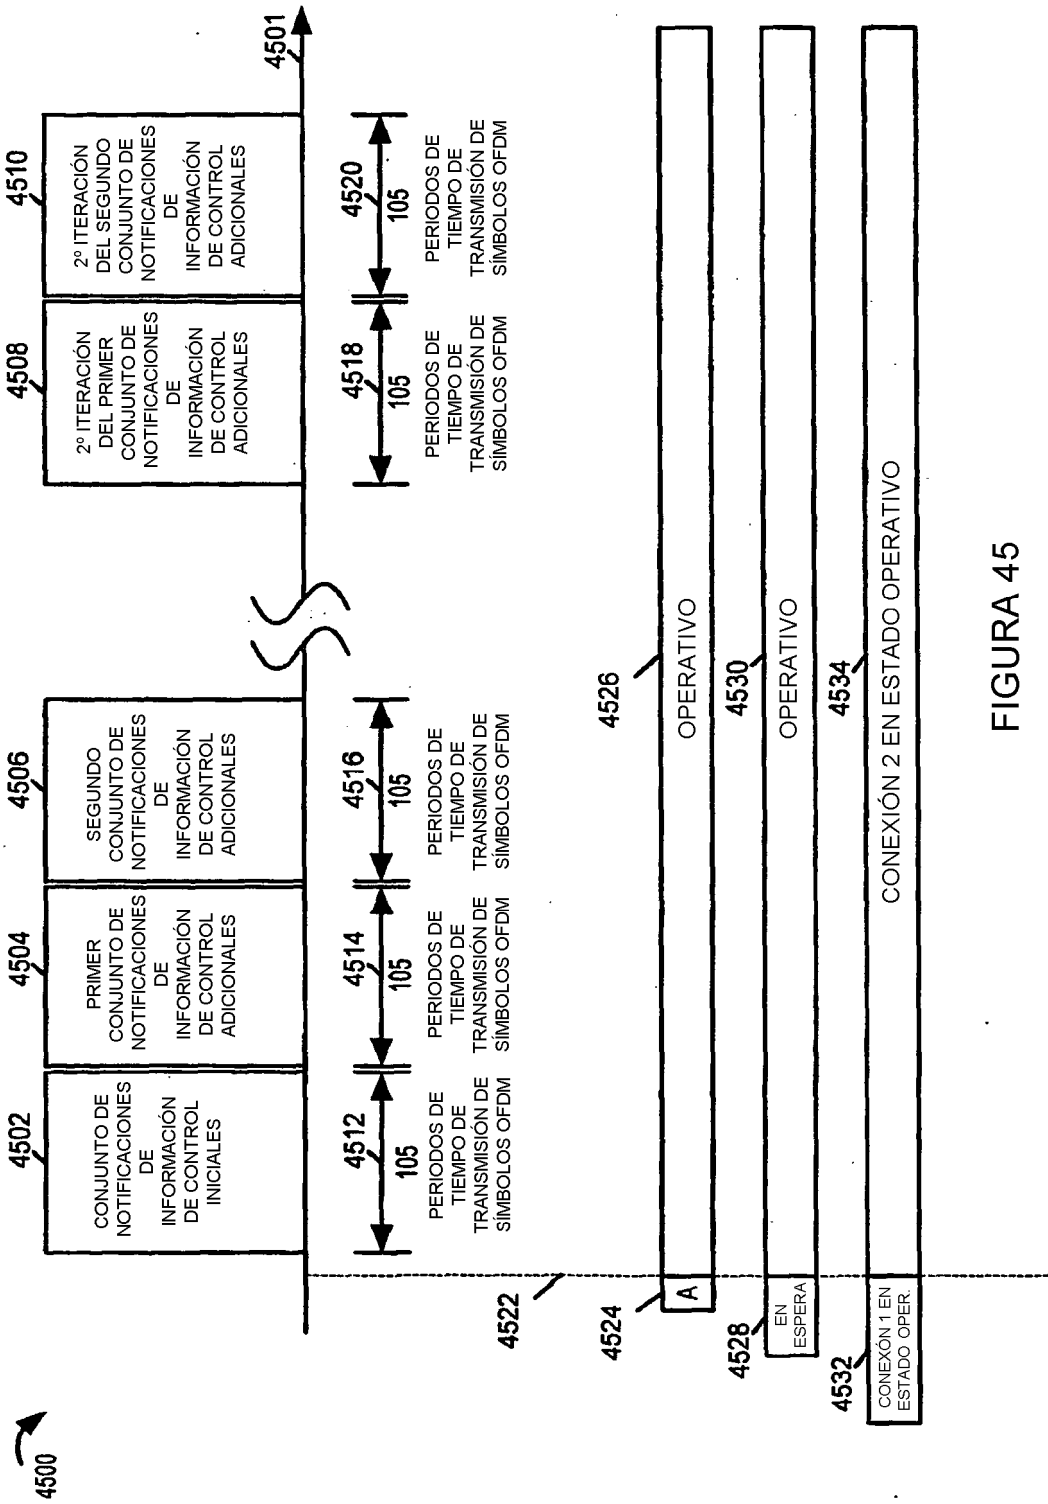 4500
4502
CONJUNTO DE
NOTIFICACIONES
DE
INFORMACIÓN
DE CONTROL
INICIALES
4504
PRIMER
CONJUNTO DE
NOTIFICACIONES
DE
INFORMACIÓN
DE CONTROL
ADICIONALES
4506
SEGUNDO
CONJUNTO DE
NOTIFICACIONES
DE
INFORMACIÓN
DE CONTROL
ADICIONALES
4508
2º ITERACIÓN
DEL PRIMER
CONJUNTO DE
NOTIFICACIONES
DE
INFORMACIÓN
DE CONTROL
ADICIONALES
4510
2º ITERACIÓN
DEL SEGUNDO
CONJUNTO DE
NOTIFICACIONES
DE
INFORMACIÓN
DE CONTROL
ADICIONALES
4501
4512
105
PERIODOS DE
TIEMPO DE
TRANSMISIÓN DE
SÍMBOLOS OFDM
4514
105
PERIODOS DE
TIEMPO DE
TRANSMISIÓN DE
SÍMBOLOS OFDM
4516
105
PERIODOS DE
TIEMPO DE
TRANSMISIÓN DE
SÍMBOLOS OFDM
4518
105
PERIODOS DE
TIEMPO DE
TRANSMISIÓN DE
SÍMBOLOS OFDM
4520
105
PERIODOS DE
TIEMPO DE
TRANSMISIÓN DE
SÍMBOLOS OFDM
4522
4524
A
4526
OPERATIVO
4528
EN
ESPERA
4530
OPERATIVO
4532
CONEXÓN 1 EN
ESTADO OPER.
4534
CONEXIÓN 2 EN ESTADO OPERATIVO
FIGURA 45